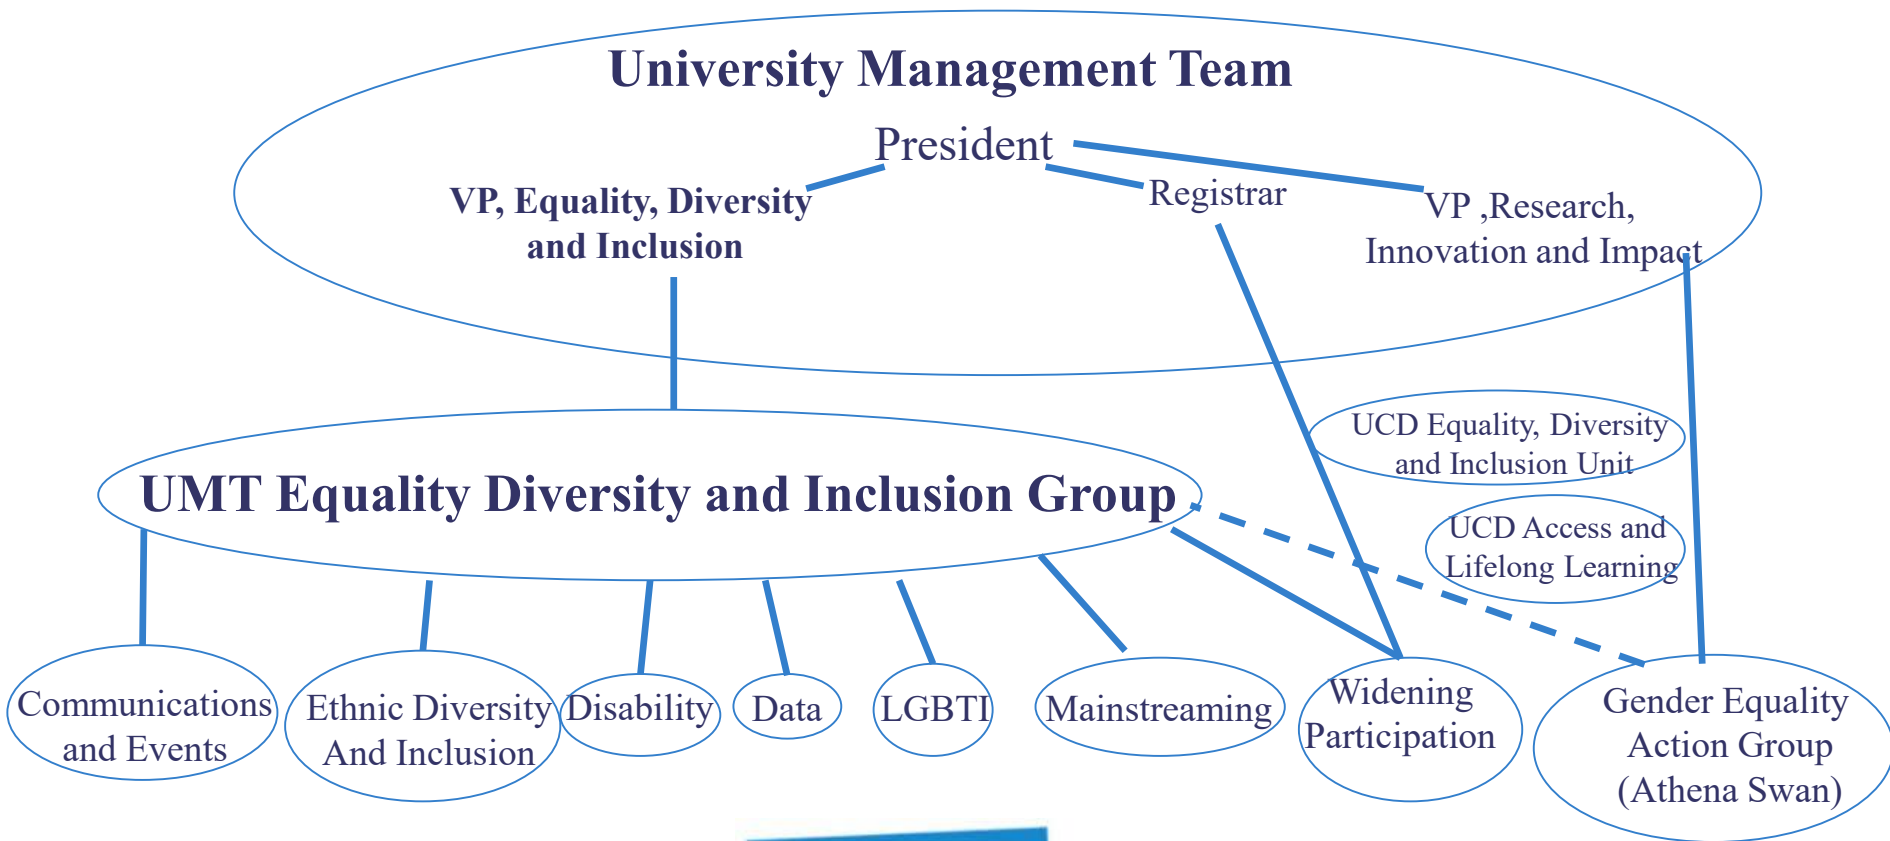 University Management Team
President
VP, Equality, Diversity
and Inclusion
Registrar
VP ,Research,
Innovation and Impact
UCD Equality, Diversity
and Inclusion Unit
UMT Equality Diversity and Inclusion Group
UCD Access and
Lifelong Learning
Communications
and Events
Ethnic Diversity
And Inclusion
Disability
Data
LGBTI
Mainstreaming
Widening
Participation
Gender Equality
Action Group
(Athena Swan)